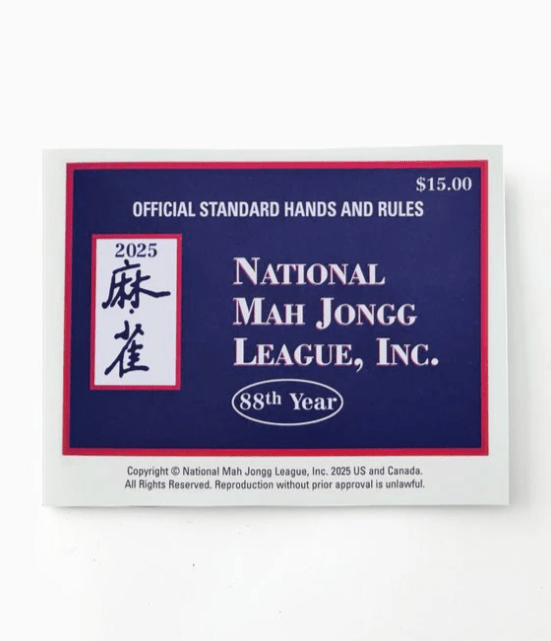 $15.00
OFFICIAL STANDARD HANDS AND RULES
2025
麻
雀
NATIONAL
MAH JONGG
LEAGUE, INC.
88th Year
Copyright © National Mah Jongg League, Inc. 2025 US and Canada.
All Rights Reserved. Reproduction without prior approval is unlawful.